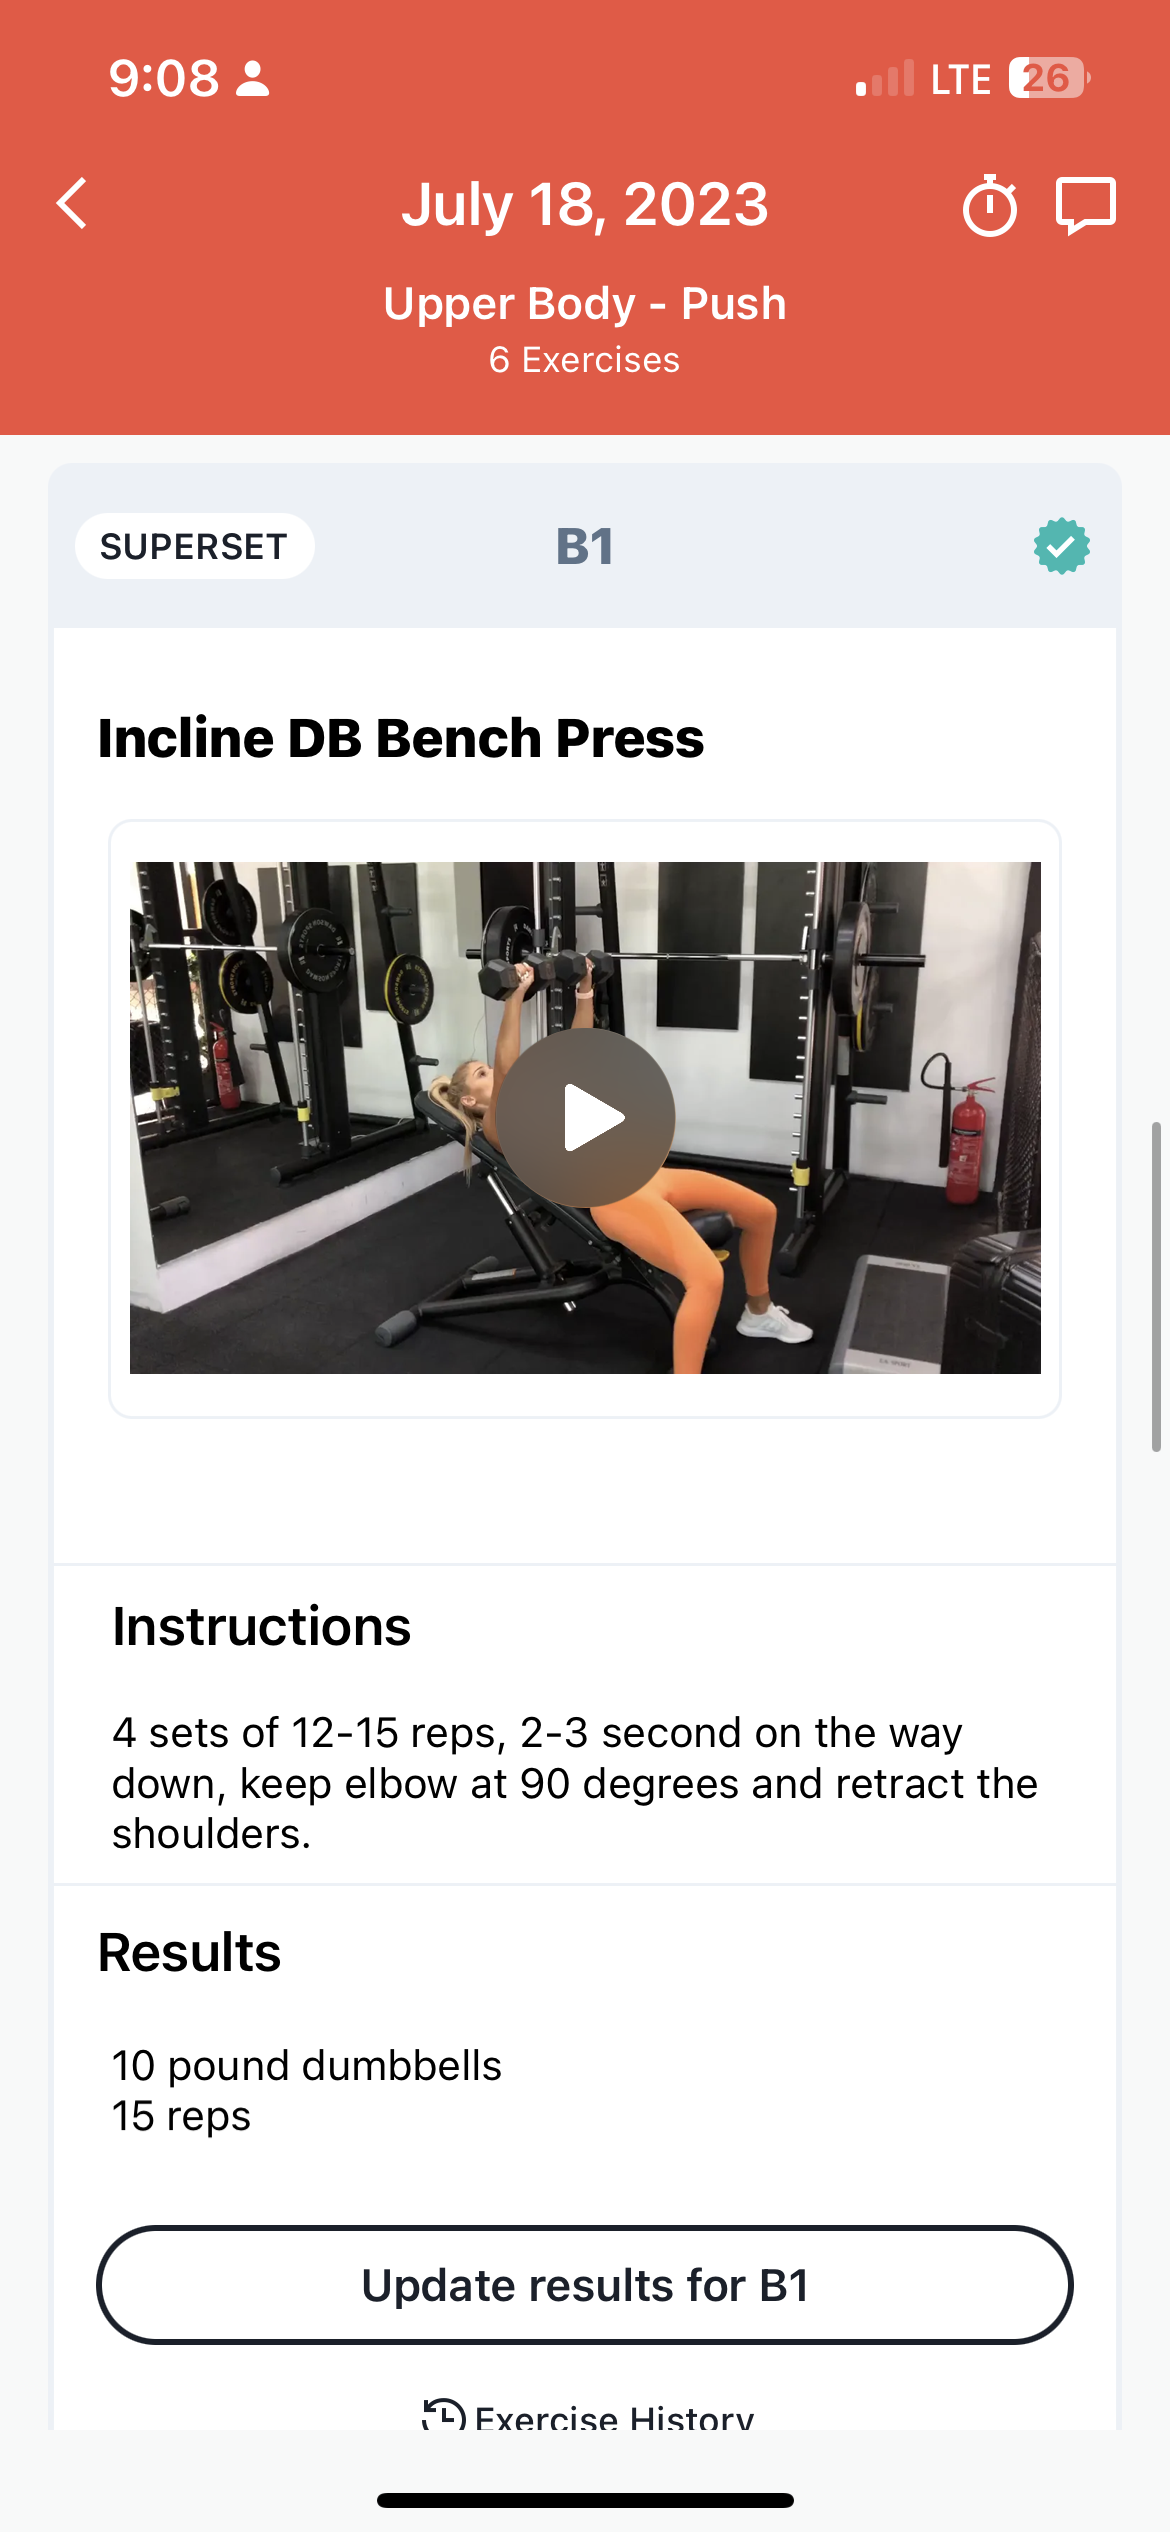 9:08
LTE 26
July 18, 2023
Upper Body - Push
6 Exercises
SUPERSET
B1
Incline DB Bench Press
Instructions
4 sets of 12-15 reps, 2-3 second on the way
down, keep elbow at 90 degrees and retract the
shoulders.
Results
10 pound dumbbells
15 reps
Update results for B1
Exercise History